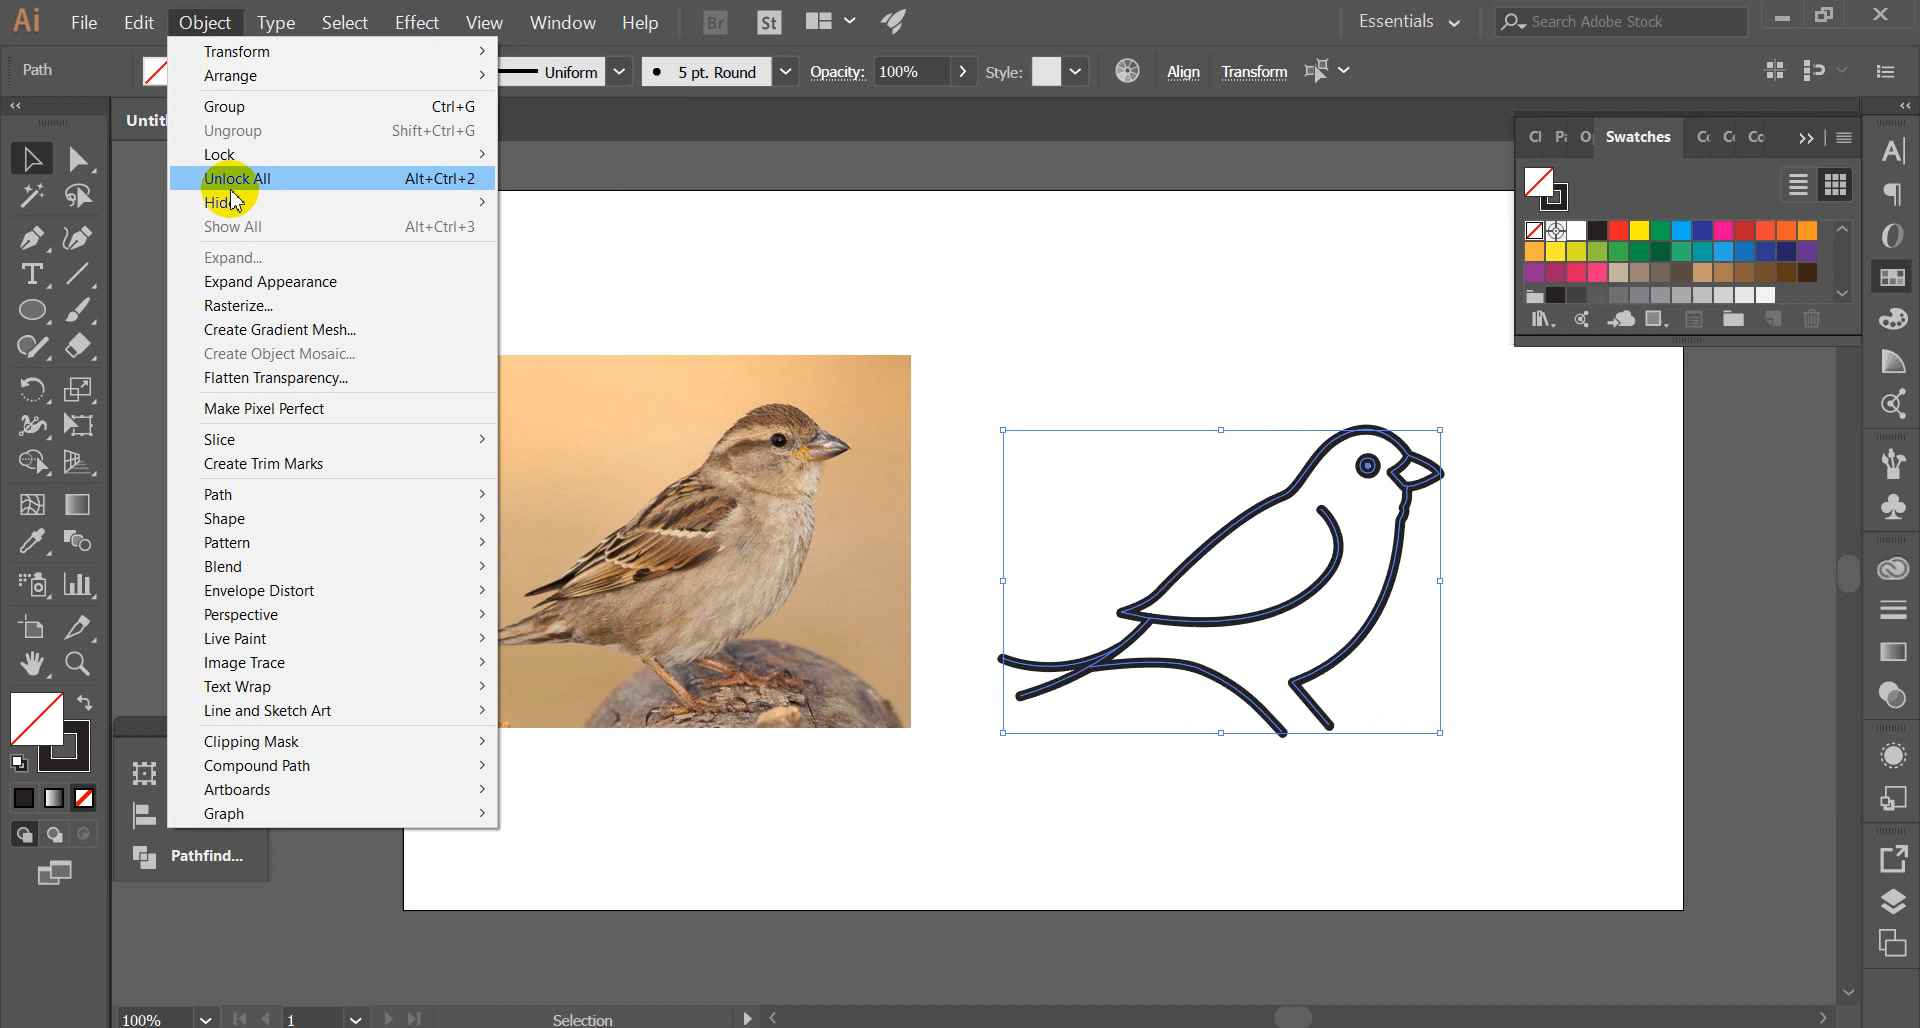 Ai File Edit Object Type Select Effect View Window Help Br St Essentials Search Adobe Stock
Path Uniform 5 pt. Round Opacity: 100% Style: Align Transform
Untitl
Transform
Arrange
Group Ctrl+G
Ungroup Shift+Ctrl+G
Lock
Unlock All Alt+Ctrl+2
Hide
Show All Alt+Ctrl+3
Expand...
Expand Appearance
Rasterize...
Create Gradient Mesh...
Create Object Mosaic...
Flatten Transparency...
Make Pixel Perfect
Slice
Create Trim Marks
Path
Shape
Pattern
Blend
Envelope Distort
Perspective
Live Paint
Image Trace
Text Wrap
Line and Sketch Art
Clipping Mask
Compound Path
Artboards
Graph
Pathfind...
Swatches
100% 1 Selection